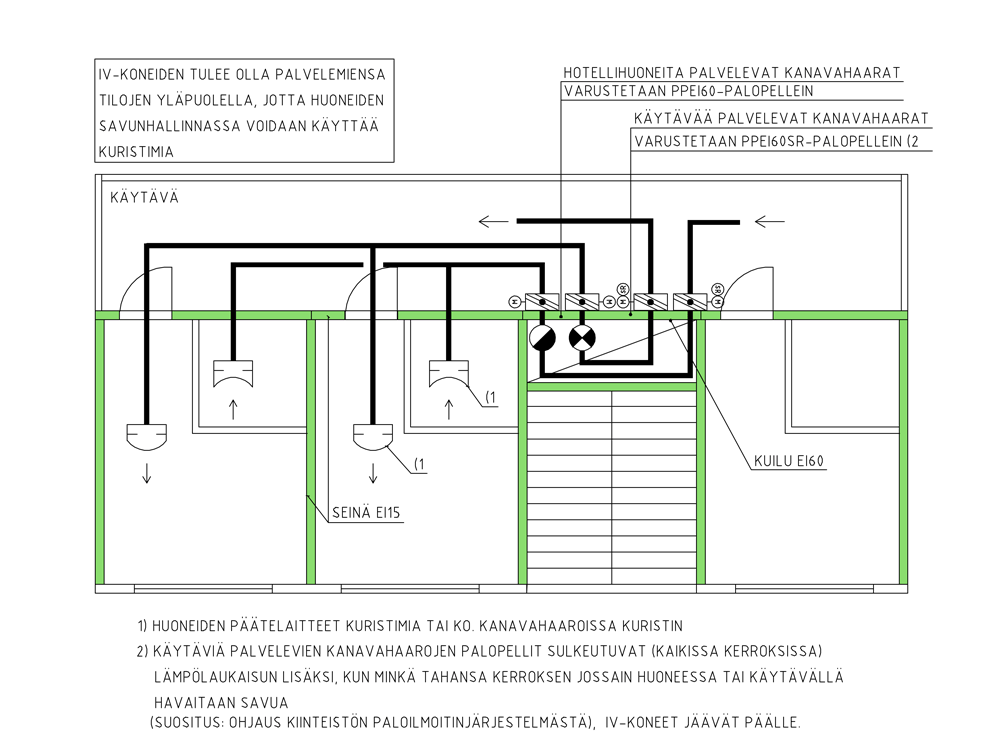 IV-KONEIDEN TULEE OLLA PALVELEMIENSA
TILOJEN YLÄPUOLELLA, JOTTA HUONEIDEN
SAVUNHALLINNASSA VOIDAAN KÄYTTÄÄ
KURISTIMIA
HOTELLIHUONEITA PALVELEVAT KANAVAHAARAT
VARUSTETAAN PPEI60-PALOPELLEIN
KÄYTÄVÄÄ PALVELEVAT KANAVAHAARAT
VARUSTETAAN PPEI60SR-PALOPELLEIN (2
KÄYTÄVÄ
M
M
SR
M
SR
M
(1
(1
KUILU EI60
SEINÄ EI15
1) HUONEIDEN PÄÄTELAITTEET KURISTIMIA TAI KO. KANAVAHAAROISSA KURISTIN
2) KÄYTÄVIÄ PALVELEVIEN KANAVAHAAROJEN PALOPELLIT SULKEUTUVAT (KAIKISSA KERROKSISSA)
LÄMPÖLAUKAISUN LISÄKSI, KUN MINKÄ TAHANSA KERROKSEN JOSSAIN HUONEESSA TAI KÄYTÄVÄLLÄ
HAVAITAAN SAVUA
(SUOSITUS: OHJAUS KIINTEISTÖN PALOILMOITINJÄRJESTELMÄSTÄ), IV-KONEET JÄÄVÄT PÄÄLLE.